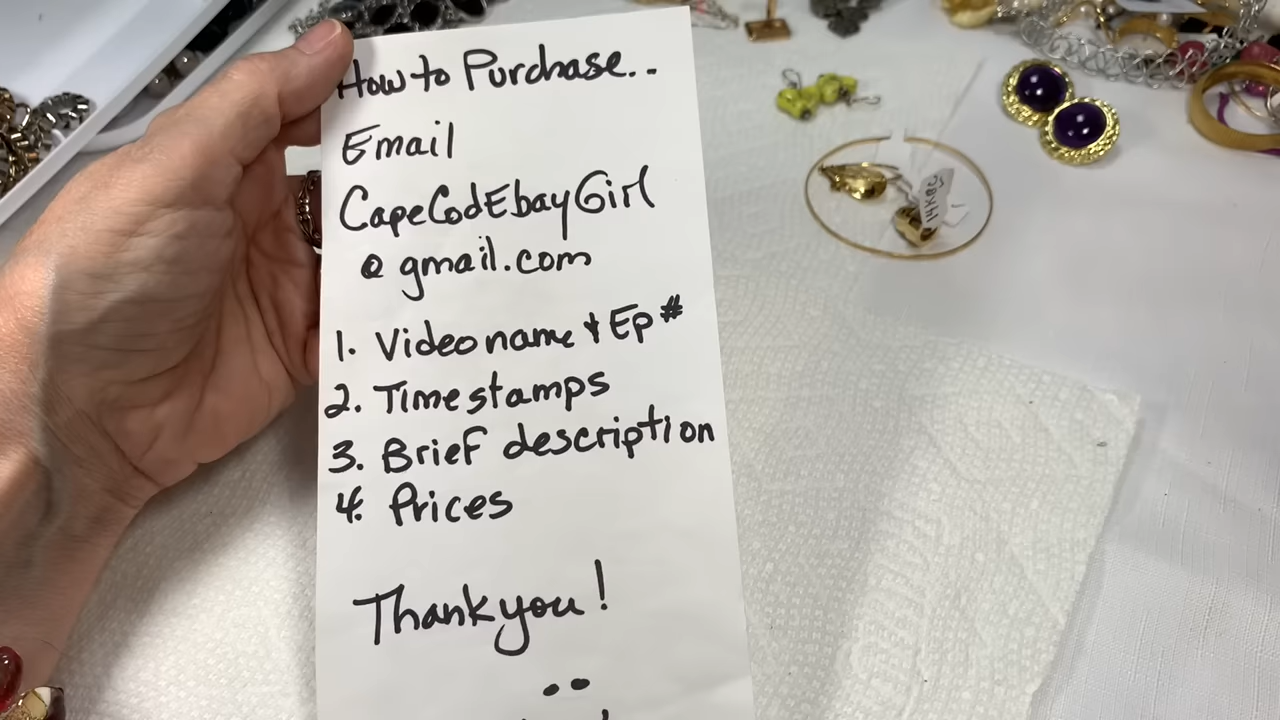 How to Purchase..
Email
CapeCodEbayGirl
@ gmail.com
1. Video name & Ep #
2. Timestamps
3. Brief description
4. Prices
Thank you!
14KBC